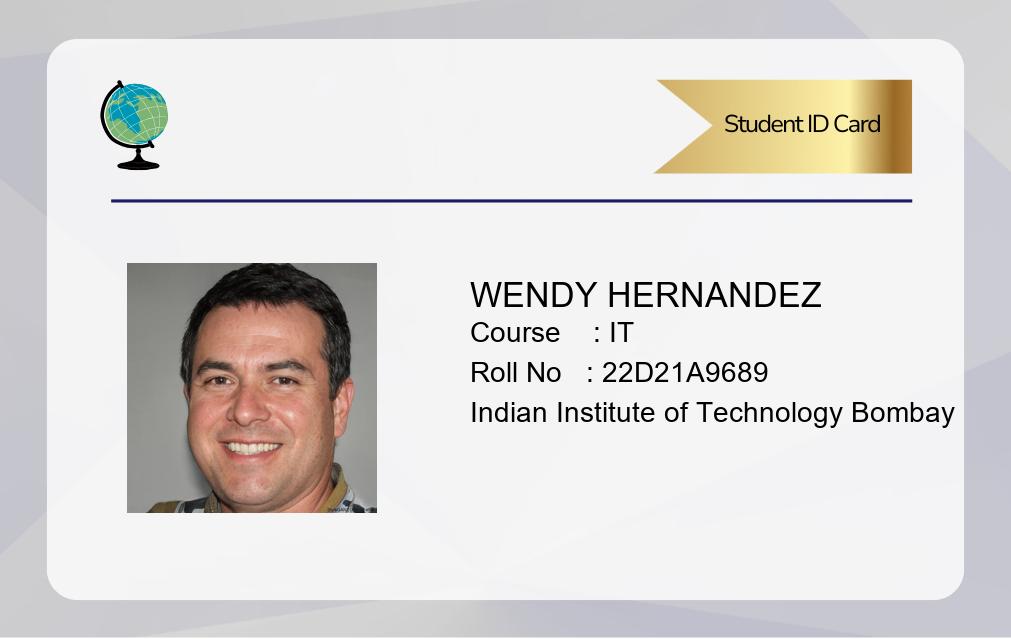 Student ID Card
WENDY HERNANDEZ
Course : IT
Roll No : 22D21A9689
Indian Institute of Technology Bombay